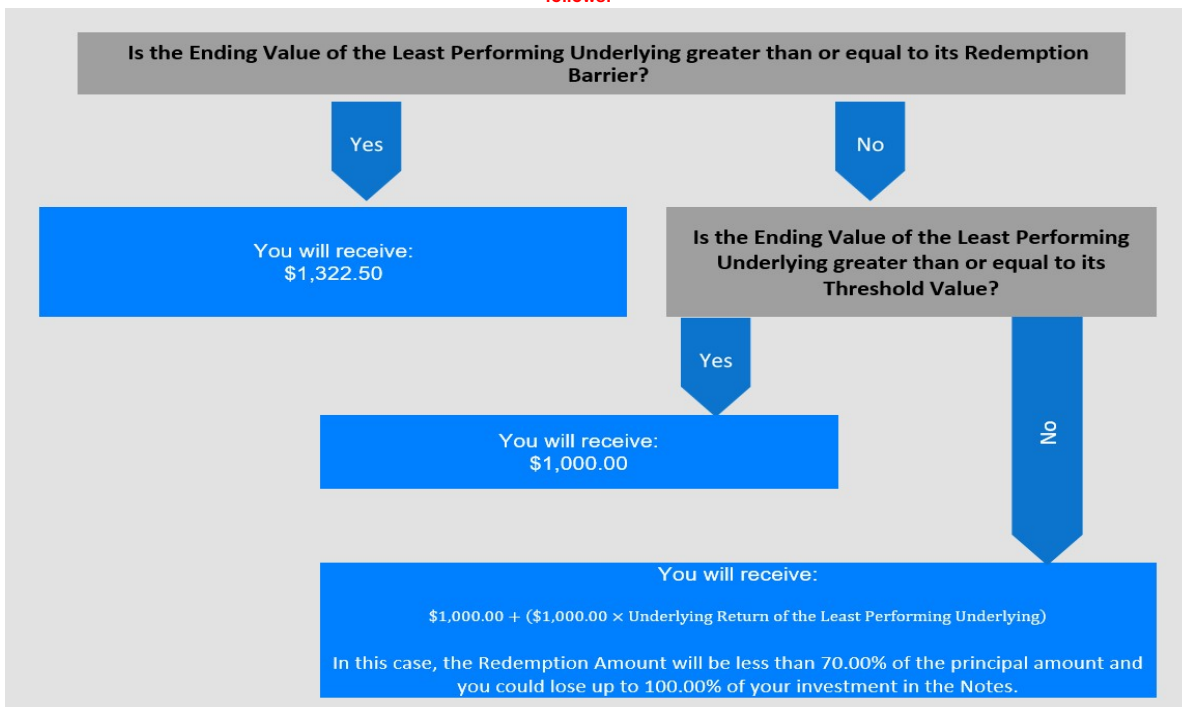 follows:
Is the Ending Value of the Least Performing Underlying greater than or equal to its Redemption
Barrier?
Yes
No
You will receive:
$1,322.50
Is the Ending Value of the Least Performing
Underlying greater than or equal to its
Threshold Value?
Yes
You will receive:
$1,000.00
No
You will receive:
$1,000.00 + ($1,000.00 × Underlying Return of the Least Performing Underlying)
In this case, the Redemption Amount will be less than 70.00% of the principal amount and
you could lose up to 100.00% of your investment in the Notes.